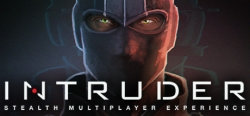 INTRUDER
STEALTH MULTIPLAYER EXPERIENCE